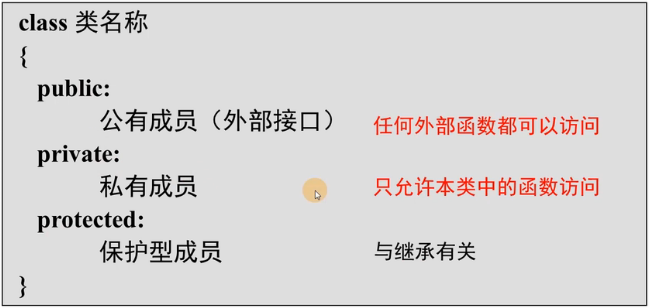 class 类名称
{
public:
公有成员（外部接口） 任何外部函数都可以访问
private:
私有成员 只允许本类中的函数访问
protected:
保护型成员 与继承有关
}